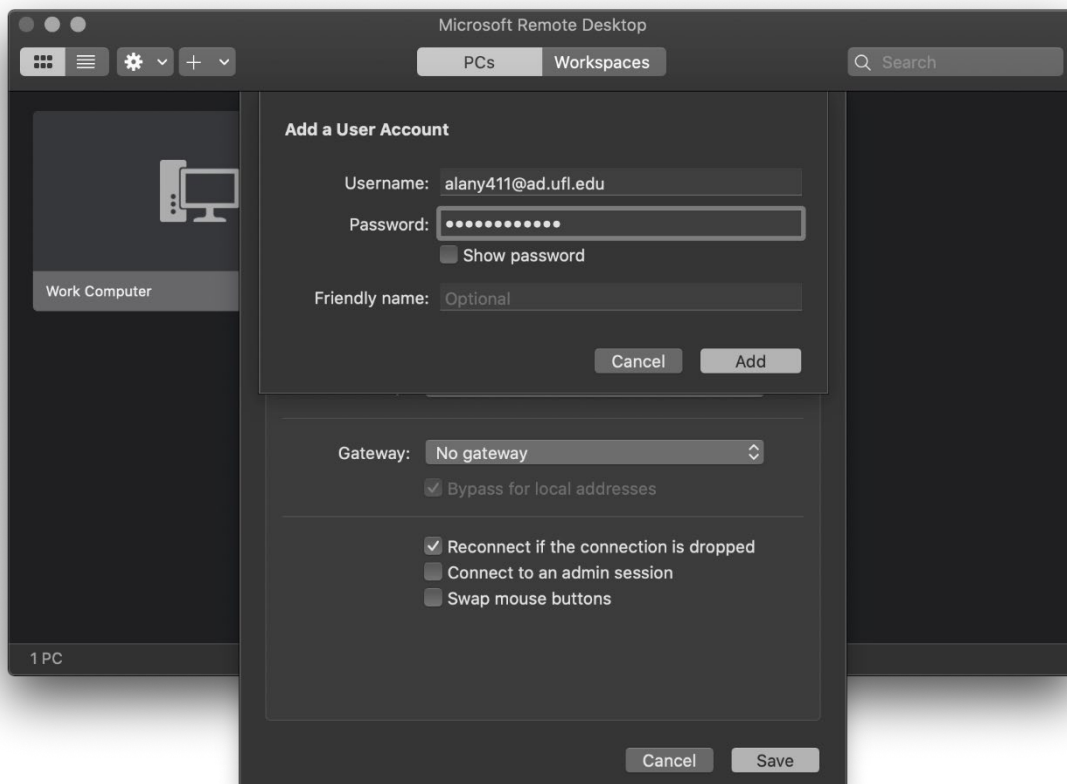 Microsoft Remote Desktop
PCs Workspaces Search
Add a User Account
Username: alany411@ad.ufl.edu
Password: ••••••••••••
Show password
Work Computer
Friendly name: Optional
Cancel Add
Gateway: No gateway
Bypass for local addresses
Reconnect if the connection is dropped
Connect to an admin session
Swap mouse buttons
1 PC
Cancel Save